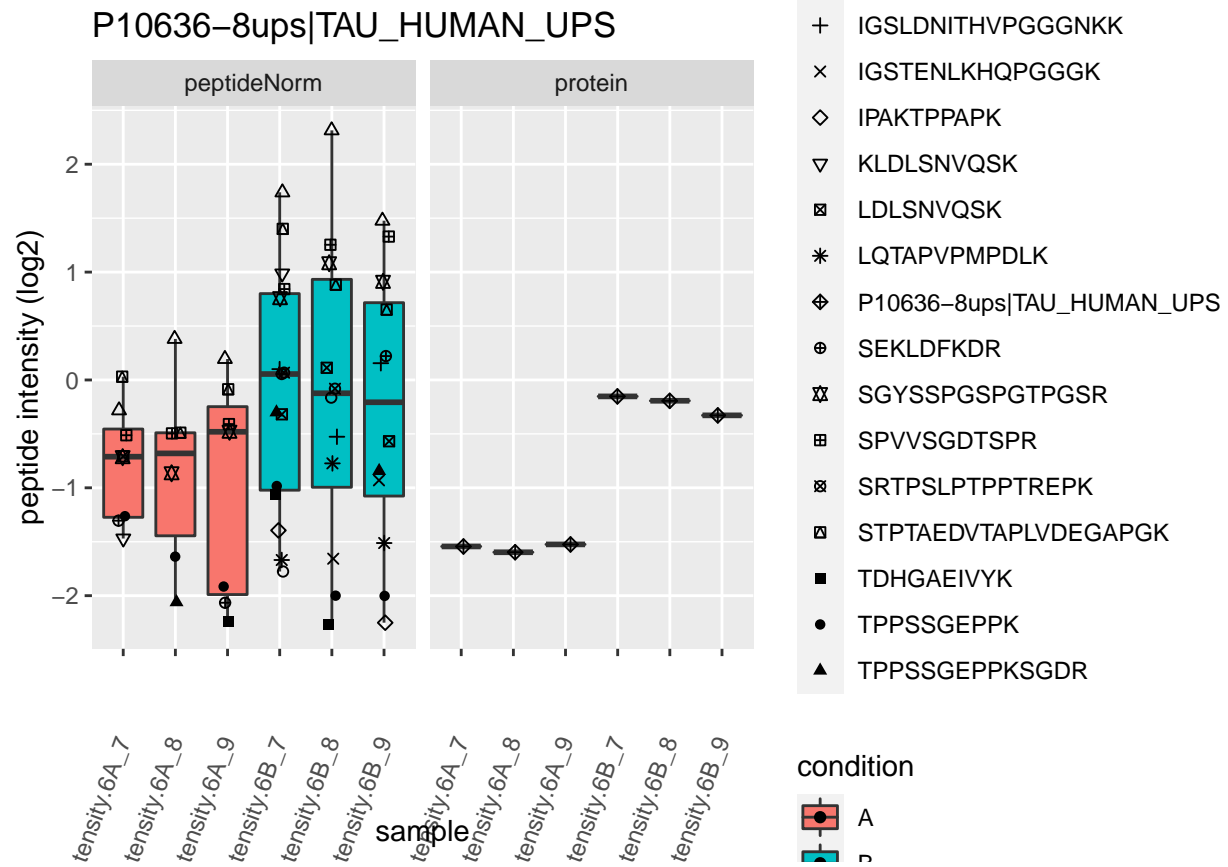 P10636−8ups|TAU_HUMAN_UPS
peptideNorm
protein
peptide intensity (log2)
2
1
0
−1
−2
tensity.6A_7
tensity.6A_8
tensity.6A_9
tensity.6B_7
tensity.6B_8
tensity.6B_9
tensity.6A_7
tensity.6A_8
tensity.6A_9
tensity.6B_7
tensity.6B_8
tensity.6B_9
sample
IGSLDNITHVPGGGNKK
IGSTENLKHQPGGGK
IPAKTPPAPK
KLDLSNVQSK
LDLSNVQSK
LQTAPVPMPDLK
P10636−8ups|TAU_HUMAN_UPS
SEKLDFKDR
SGYSSPGSPGTPGSR
SPVVSGDTSPR
SRTPSLPTPPTREPK
STPTAEDVTAPLVDEGAPGK
TDHGAEIVYK
TPPSSGEPPK
TPPSSGEPPKSGDR
condition
A
B